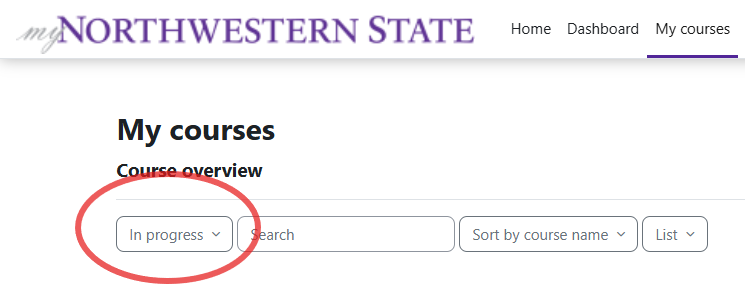 myNORTHWESTERN STATE Home Dashboard My courses
My courses
Course overview
In progress Search Sort by course name List